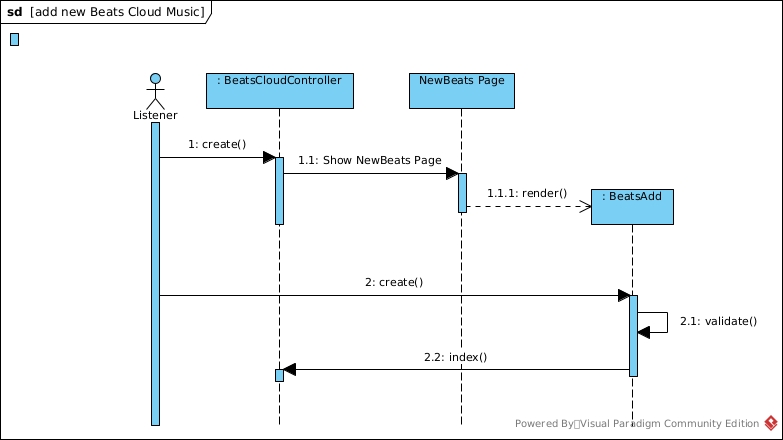 sd [add new Beats Cloud Music]
: BeatsCloudController
NewBeats Page
Listener
1: create()
1.1: Show NewBeats Page
1.1.1: render()
: BeatsAdd
2: create()
2.1: validate()
2.2: index()
Powered By Visual Paradigm Community Edition